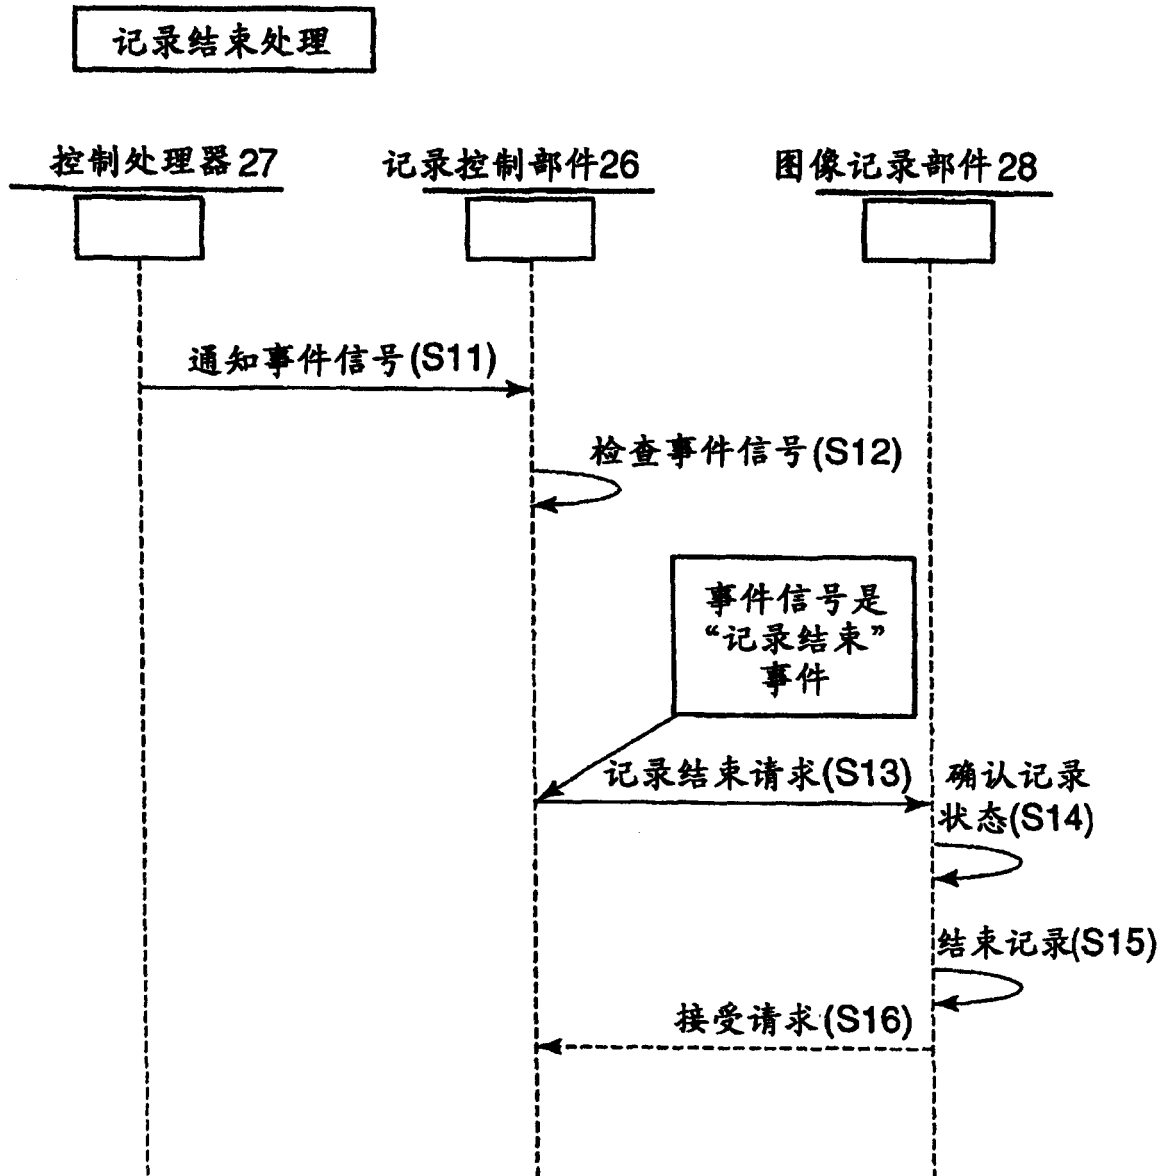 记录结束处理
控制处理器27
记录控制部件26
图像记录部件28
通知事件信号(S11)
检查事件信号(S12)
事件信号是
“记录结束”
事件
记录结束请求(S13)
确认记录
状态(S14)
结束记录(S15)
接受请求(S16)